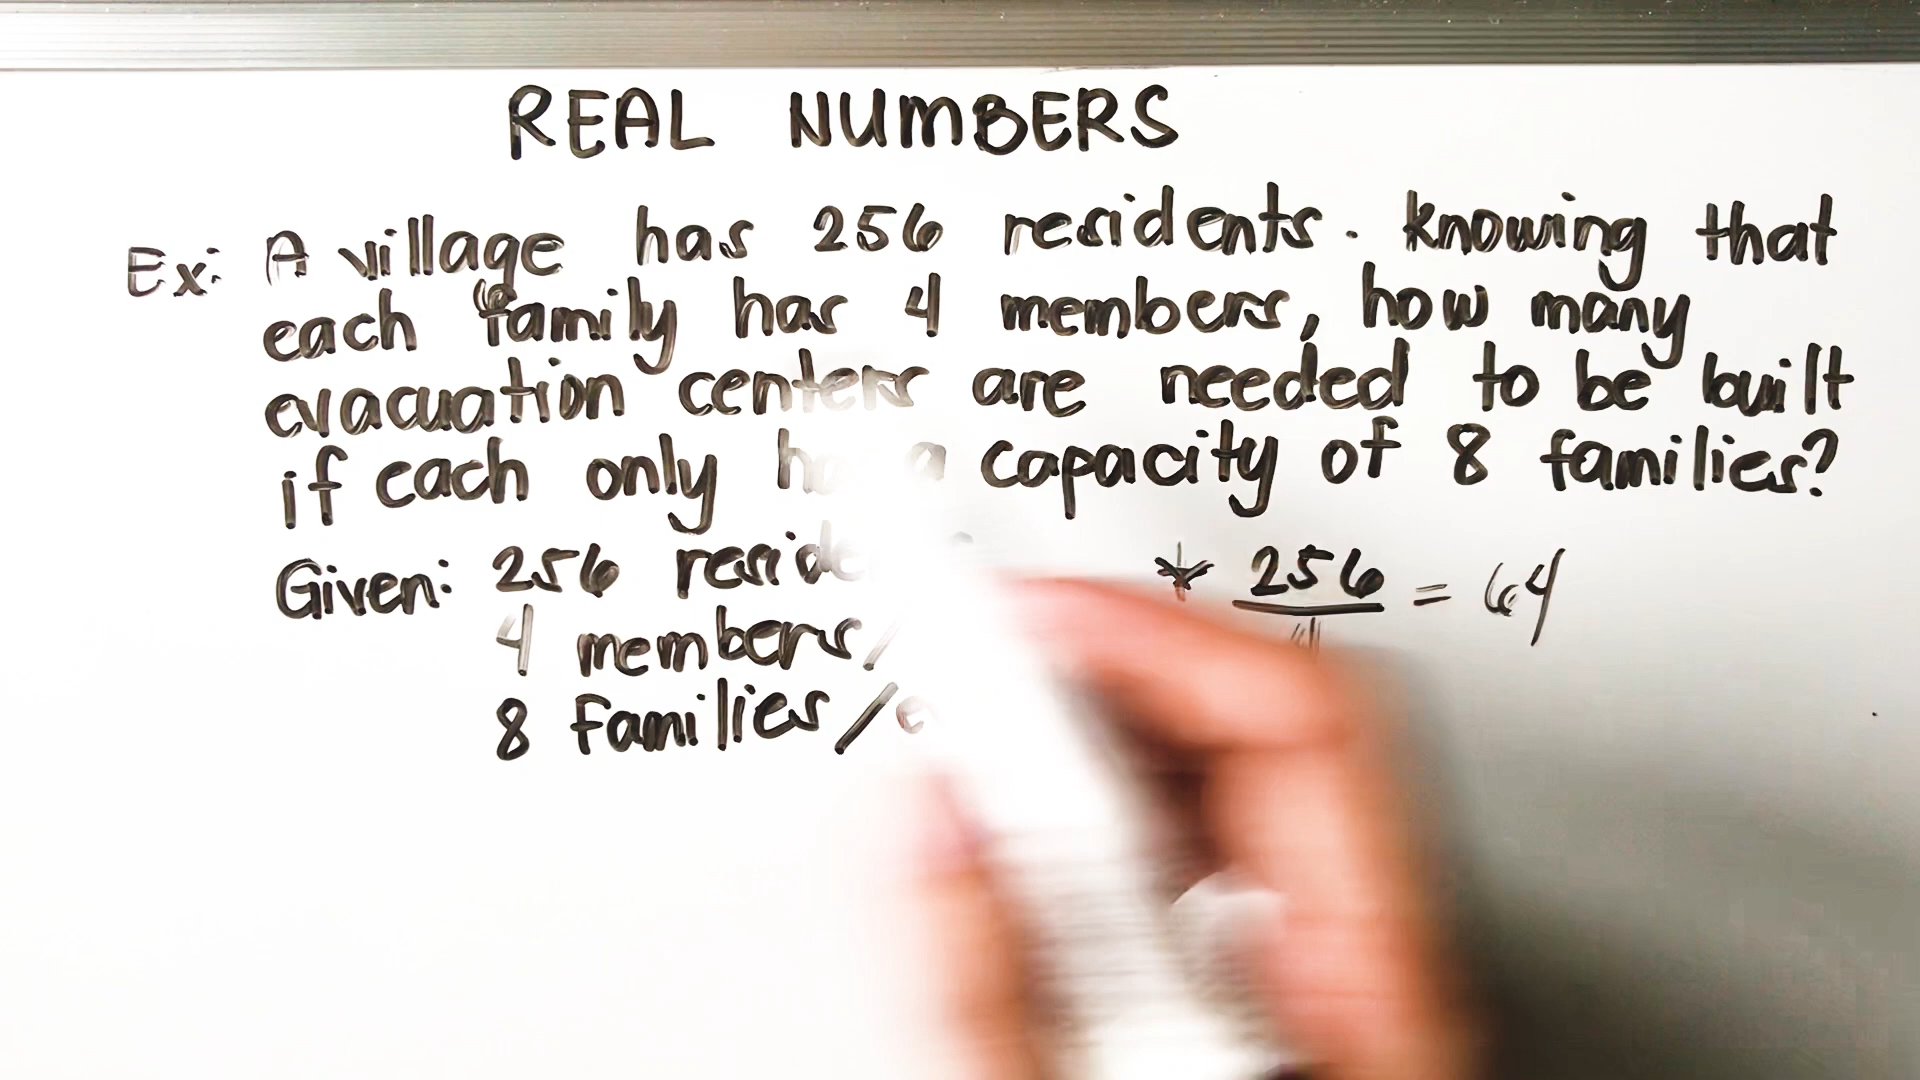 REAL NUMBERS
Ex: A village has 256 residents. Knowing that
each family has 4 members, how many
evacuation centers are needed to be built
if each only a capacity of 8 families?
Given: 256
4 members/
8 families/
* 256 = 64
4